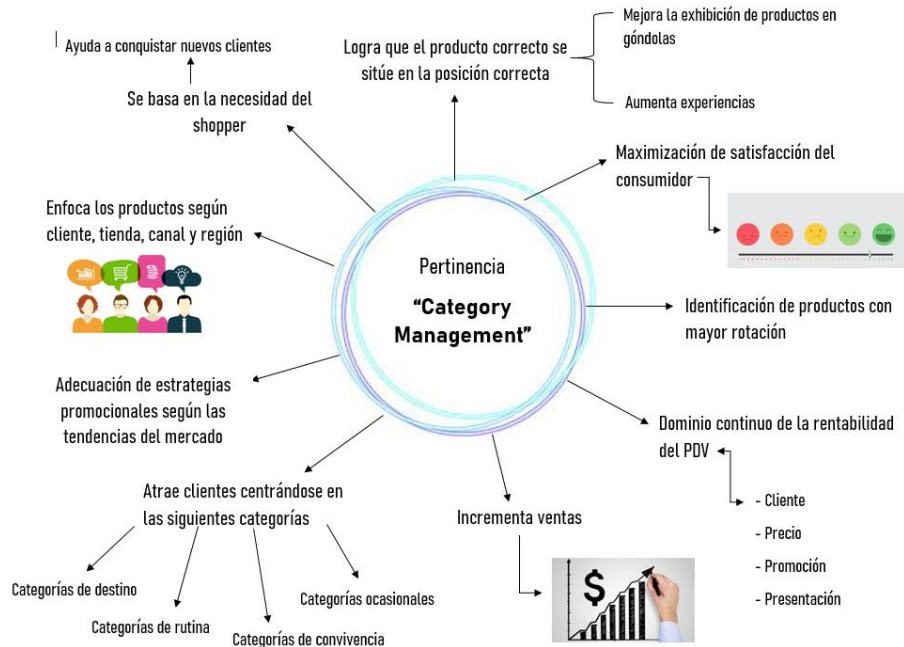 Ayuda a conquistar nuevos clientes
Se basa en la necesidad del
shopper
Logra que el producto correcto se
sitúe en la posición correcta
Mejora la exhibición de productos en
góndolas
Aumenta experiencias
Maximización de satisfacción del
consumidor
Enfoca los productos según
cliente, tienda, canal y región
Pertinencia
“Category
Management”
Identificación de productos con
mayor rotación
Adecuación de estrategias
promocionales según las
tendencias del mercado
Dominio continuo de la rentabilidad
del PDV
- Cliente
- Precio
- Promoción
- Presentación
Atrae clientes centrándose en
las siguientes categorías
Categorías de destino
Categorías de rutina
Categorías de convivencia
Categorías ocasionales
Incrementa ventas
$